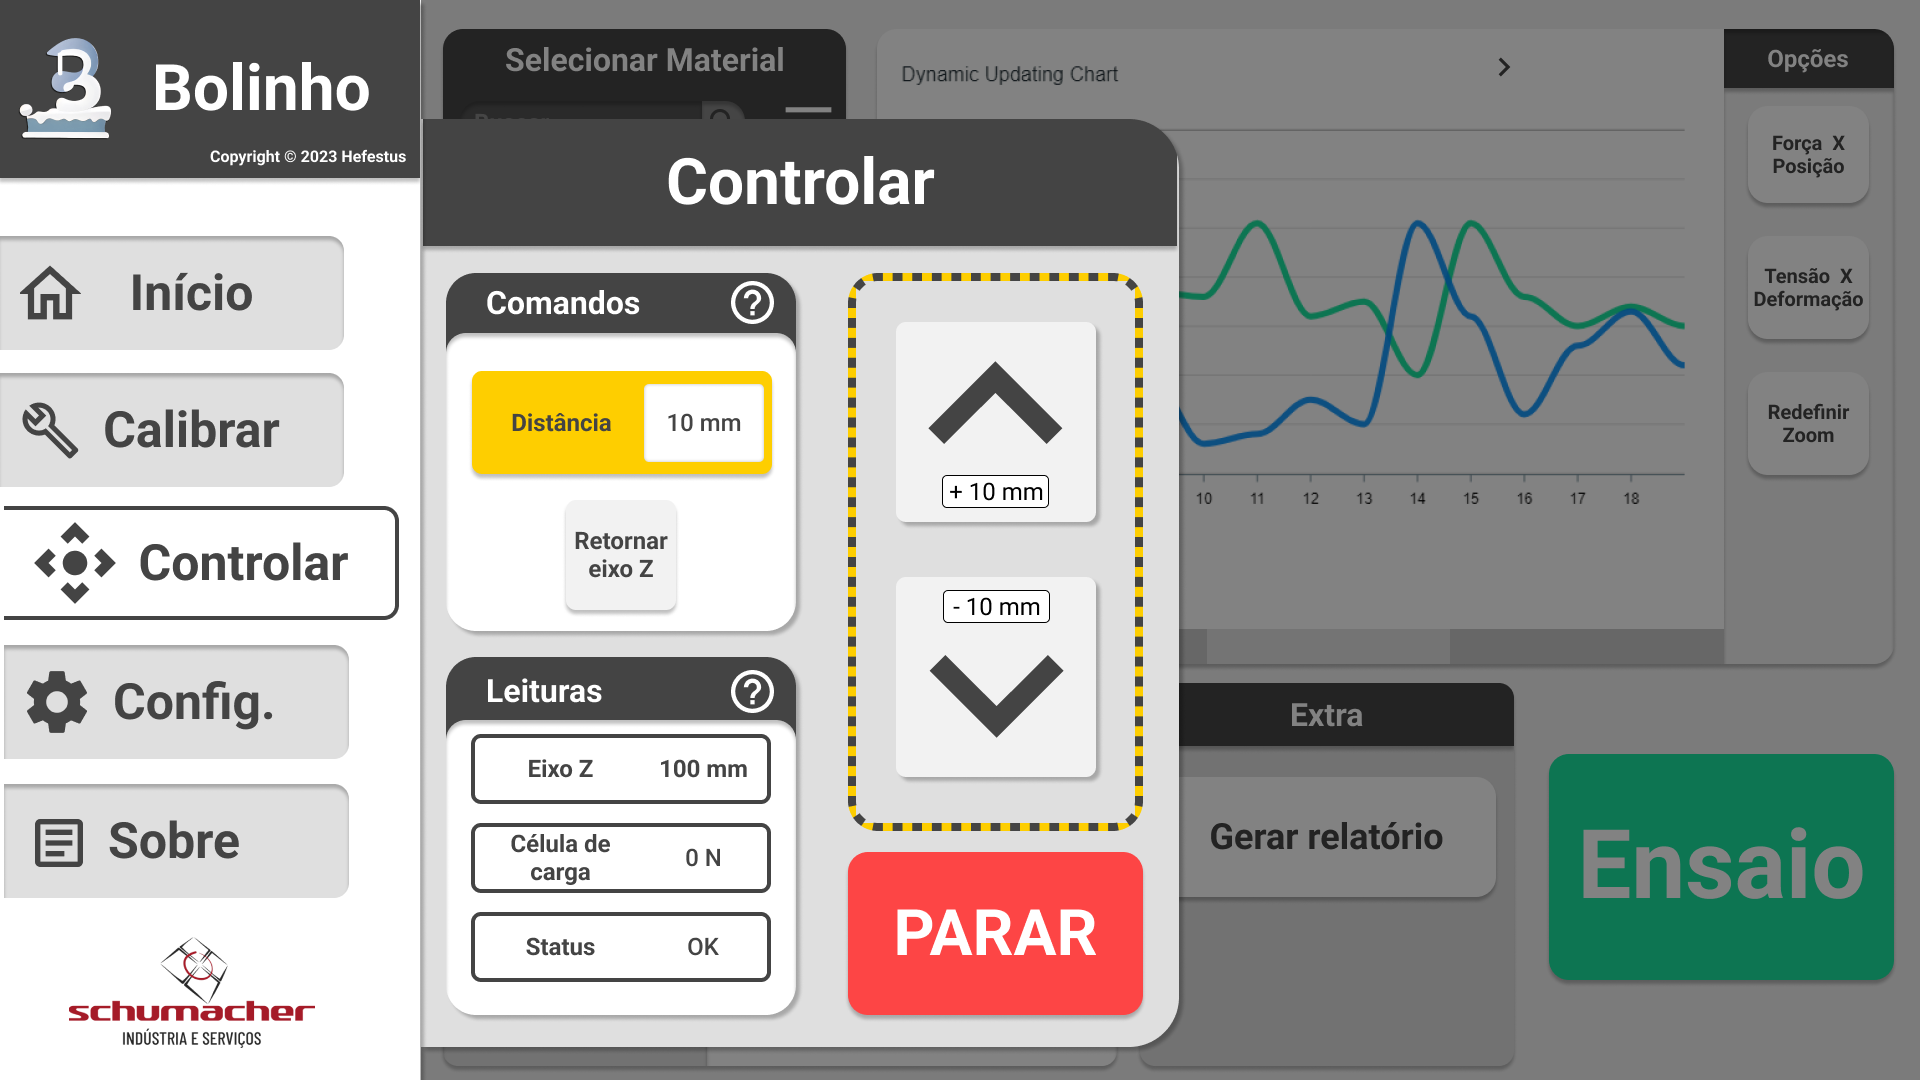 Bolinho
Copyright © 2023 Hefestus
Início
Calibrar
Controlar
Config.
Sobre
schumacher
INDÚSTRIA E SERVIÇOS
Selecionar Material
Controlar
Comandos
Distância 10 mm
Retornar
eixo Z
Leituras
Eixo Z 100 mm
Célula de
carga 0 N
Status OK
+ 10 mm
- 10 mm
PARAR
Dynamic Updating Chart
10 11 12 13 14 15 16 17 18
Opções
Força X
Posição
Tensão X
Deformação
Redefinir
Zoom
Extra
Gerar relatório
Ensaio